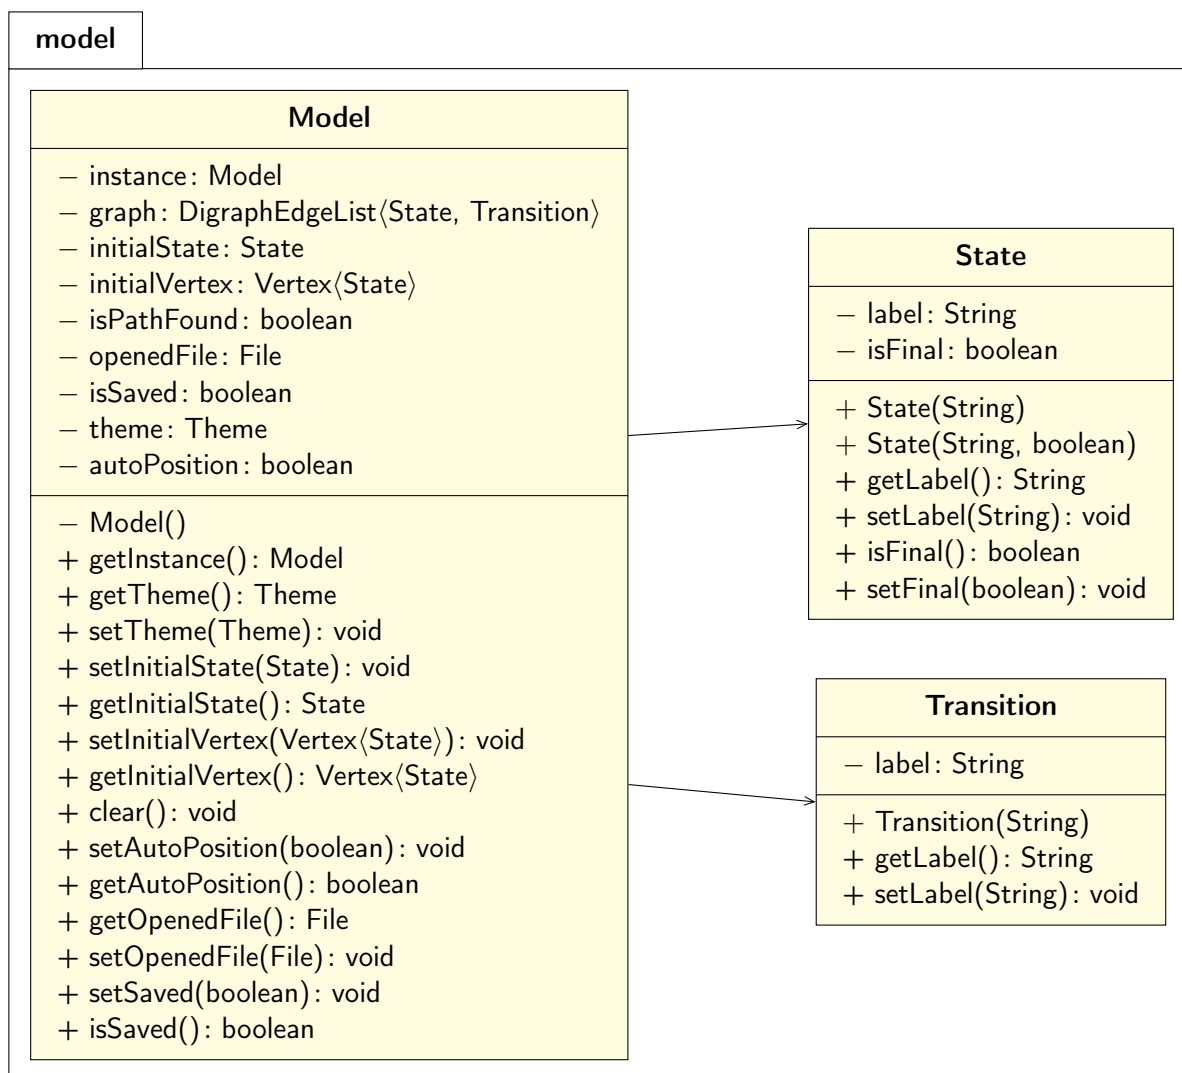 model
Model
− instance: Model
− graph: DigraphEdgeList⟨State, Transition⟩
− initialState: State
− initialVertex: Vertex⟨State⟩
− isPathFound: boolean
− openedFile: File
− isSaved: boolean
− theme: Theme
− autoPosition: boolean
− Model()
+ getInstance(): Model
+ getTheme(): Theme
+ setTheme(Theme): void
+ setInitialState(State): void
+ getInitialState(): State
+ setInitialVertex(Vertex⟨State⟩): void
+ getInitialVertex(): Vertex⟨State⟩
+ clear(): void
+ setAutoPosition(boolean): void
+ getAutoPosition(): boolean
+ getOpenedFile(): File
+ setOpenedFile(File): void
+ setSaved(boolean): void
+ isSaved(): boolean
State
− label: String
− isFinal: boolean
+ State(String)
+ State(String, boolean)
+ getLabel(): String
+ setLabel(String): void
+ isFinal(): boolean
+ setFinal(boolean): void
Transition
− label: String
+ Transition(String)
+ getLabel(): String
+ setLabel(String): void